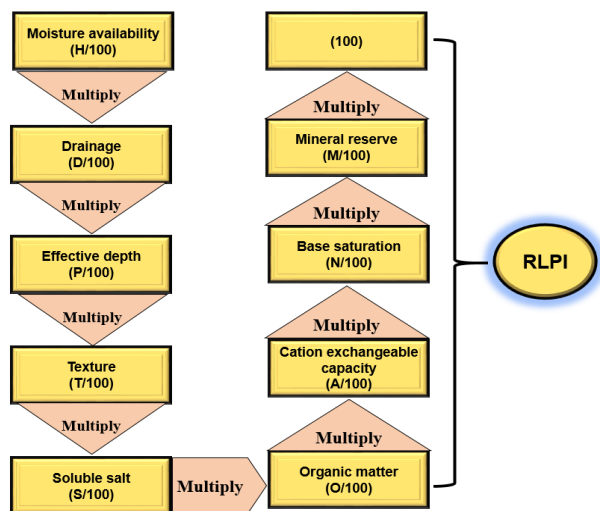 Moisture availability
(H/100)
Multiply
Drainage
(D/100)
Multiply
Effective depth
(P/100)
Multiply
Texture
(T/100)
Multiply
Soluble salt
(S/100)
Multiply
Organic matter
(O/100)
Multiply
Cation exchangeable
capacity
(A/100)
Multiply
Base saturation
(N/100)
Multiply
Mineral reserve
(M/100)
Multiply
(100)
RLPI